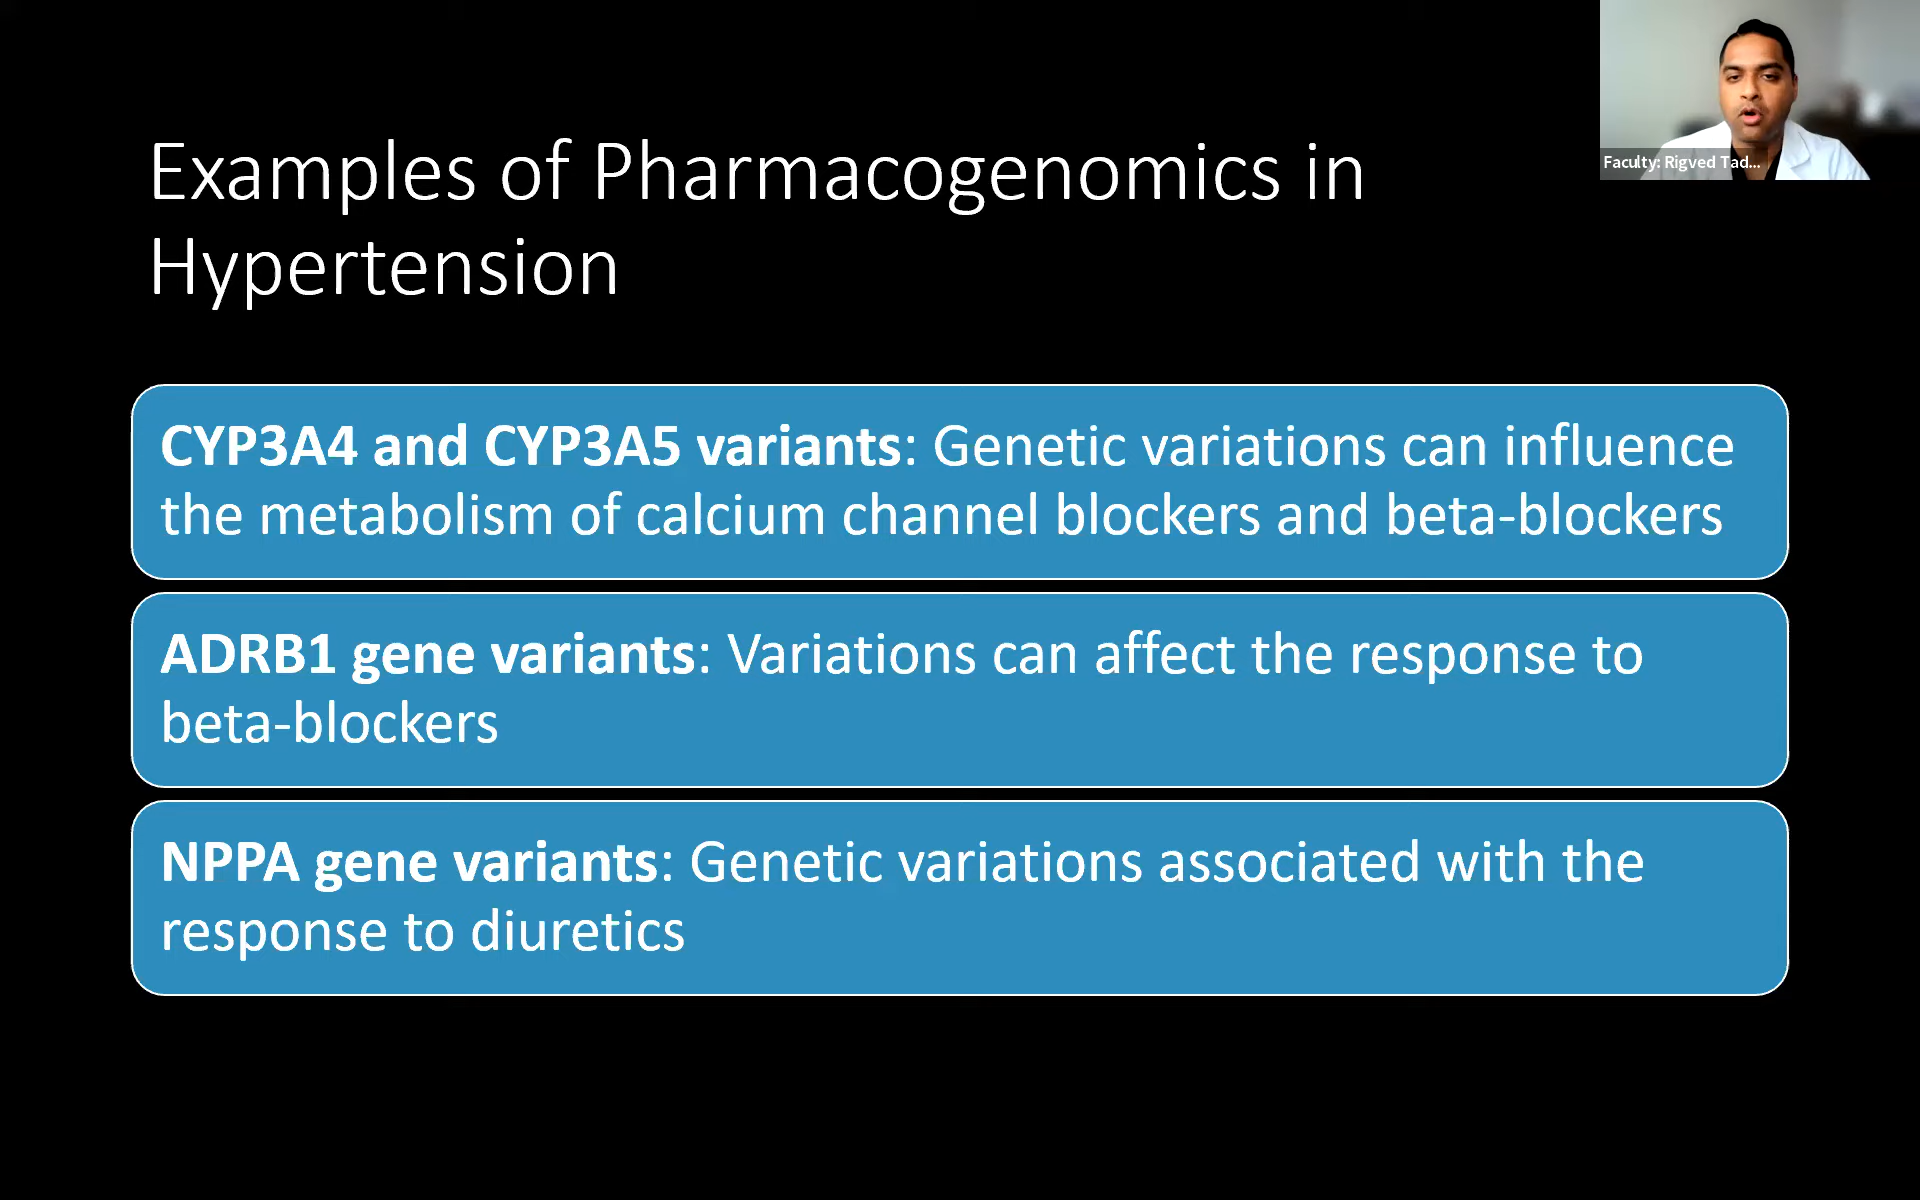 Examples of Pharmacogenomics in
Hypertension
Faculty: Rigved Tad...
CYP3A4 and CYP3A5 variants: Genetic variations can influence
the metabolism of calcium channel blockers and beta-blockers
ADRB1 gene variants: Variations can affect the response to
beta-blockers
NPPA gene variants: Genetic variations associated with the
response to diuretics